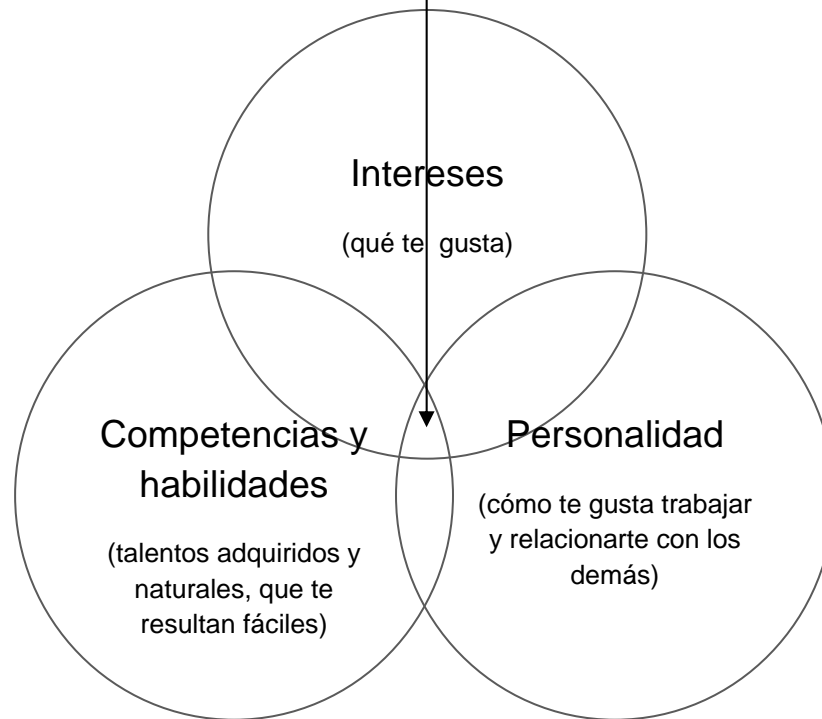 Intereses
(qué te gusta)
Competencias y
habilidades
(talentos adquiridos y
naturales, que te
resultan fáciles)
Personalidad
(cómo te gusta trabajar
y relacionarte con los
demás)